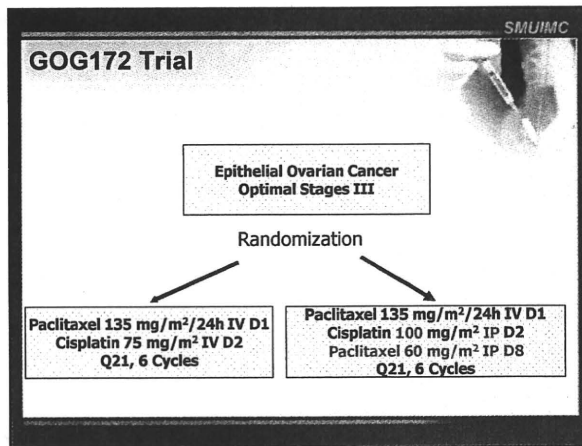 SMUIMC
GOG172 Trial
Epithelial Ovarian Cancer
Optimal Stages III
Randomization
Paclitaxel 135 mg/m²/24h IV D1
Cisplatin 75 mg/m² IV D2
Q21, 6 Cycles
Paclitaxel 135 mg/m²/24h IV D1
Cisplatin 100 mg/m² IP D2
Paclitaxel 60 mg/m² IP D8
Q21, 6 Cycles